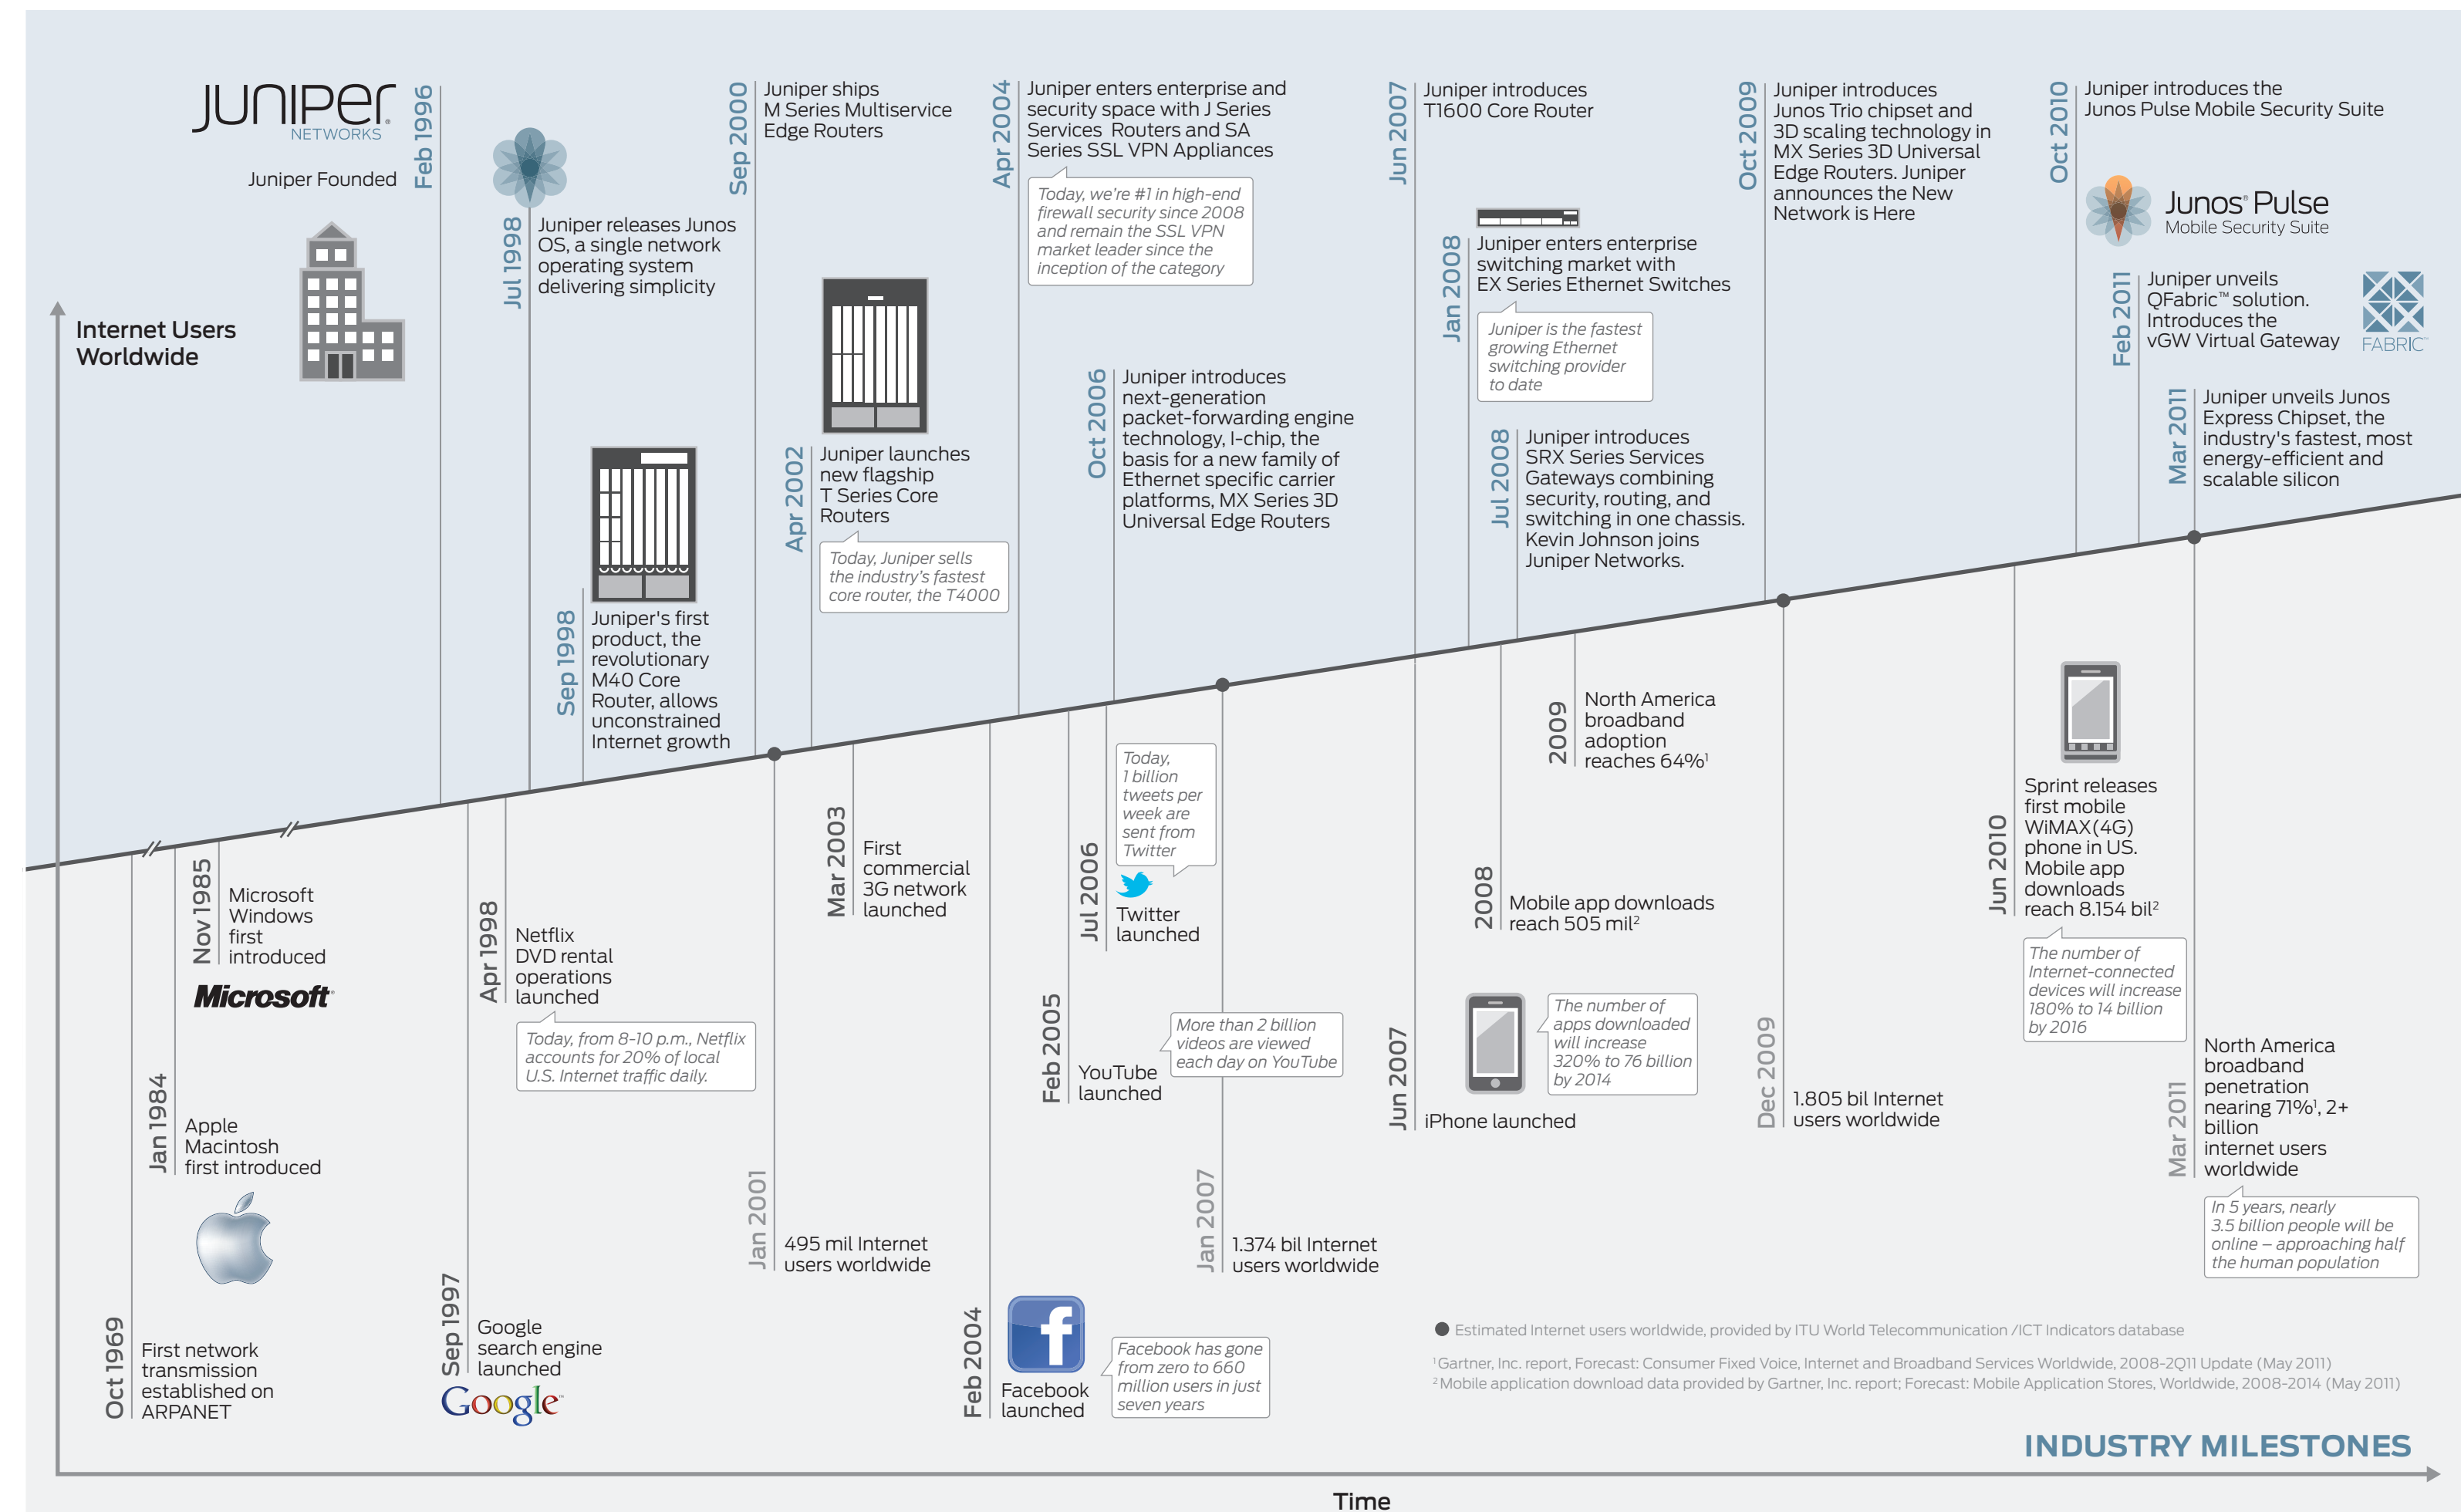 JUNIPEr
NETWORKS
Juniper Founded
Feb 1996
Jul 1998
Juniper releases Junos
OS, a single network
operating system
delivering simplicity
Sep 1998
Juniper's first
product, the
revolutionary
M40 Core
Router, allows
unconstrained
Internet growth
Sep 2000
Juniper ships
M Series Multiservice
Edge Routers
Apr 2002
Juniper launches
new flagship
T Series Core
Routers
Today, Juniper sells
the industry's fastest
core router, the T4000
Apr 2004
Juniper enters enterprise and
security space with J Series
Services Routers and SA
Series SSL VPN Appliances
Today, we're #1 in high-end
firewall security since 2008
and remain the SSL VPN
market leader since the
inception of the category
Oct 2006
Juniper introduces
next-generation
packet-forwarding engine
technology, I-chip, the
basis for a new family of
Ethernet specific carrier
platforms, MX Series 3D
Universal Edge Routers
Jun 2007
Juniper introduces
T1600 Core Router
Jan 2008
Juniper enters enterprise
switching market with
EX Series Ethernet Switches
Juniper is the fastest
growing Ethernet
switching provider
to date
Jul 2008
Juniper introduces
SRX Series Services
Gateways combining
security, routing, and
switching in one chassis.
Kevin Johnson joins
Juniper Networks.
Oct 2009
Juniper introduces
Junos Trio chipset and
3D scaling technology in
MX Series 3D Universal
Edge Routers. Juniper
announces the New
Network is Here
Oct 2010
Juniper introduces the
Junos Pulse Mobile Security Suite
Junos® Pulse
Mobile Security Suite
Feb 2011
Juniper unveils
QFabric™ solution.
Introduces the
vGW Virtual Gateway
FABRIC™
Mar 2011
Juniper unveils Junos
Express Chipset, the
industry's fastest, most
energy-efficient and
scalable silicon
Internet Users
Worldwide
Oct 1969
First network
transmission
established on
ARPANET
Jan 1984
Apple
Macintosh
first introduced
Nov 1985
Microsoft
Windows
first
introduced
Microsoft®
Sep 1997
Google
search engine
launched
Google™
Apr 1998
Netflix
DVD rental
operations
launched
Today, from 8-10 p.m., Netflix
accounts for 20% of local
U.S. Internet traffic daily.
Jan 2001
495 mil Internet
users worldwide
Mar 2003
First
commercial
3G network
launched
Feb 2004
f
Facebook
launched
Facebook has gone
from zero to 660
million users in just
seven years
Feb 2005
YouTube
launched
More than 2 billion
videos are viewed
each day on YouTube
Jul 2006
Today,
1 billion
tweets per
week are
sent from
Twitter
Twitter
launched
Jan 2007
1.374 bil Internet
users worldwide
Jun 2007
iPhone launched
The number of
apps downloaded
will increase
320% to 76 billion
by 2014
2008
Mobile app downloads
reach 505 mil²
2009
North America
broadband
adoption
reaches 64%¹
Dec 2009
1.805 bil Internet
users worldwide
Jun 2010
Sprint releases
first mobile
WiMAX(4G)
phone in US.
Mobile app
downloads
reach 8.154 bil²
The number of
Internet-connected
devices will increase
180% to 14 billion
by 2016
Mar 2011
North America
broadband
penetration
nearing 71%¹, 2+
billion
internet users
worldwide
In 5 years, nearly
3.5 billion people will be
online – approaching half
the human population
Estimated Internet users worldwide, provided by ITU World Telecommunication /ICT Indicators database
¹ Gartner, Inc. report, Forecast: Consumer Fixed Voice, Internet and Broadband Services Worldwide, 2008-2Q11 Update (May 2011)
² Mobile application download data provided by Gartner, Inc. report; Forecast: Mobile Application Stores, Worldwide, 2008-2014 (May 2011)
INDUSTRY MILESTONES
Time